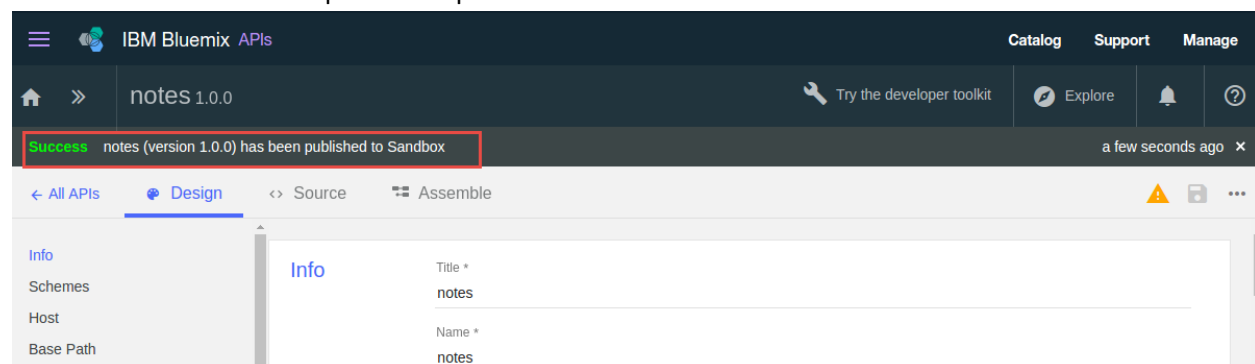 IBM Bluemix APIs Catalog Support Manage
notes 1.0.0 Try the developer toolkit Explore
Success notes (version 1.0.0) has been published to Sandbox a few seconds ago ×
← All APIs Design <> Source Assemble
Info
Schemes
Host
Base Path
Info
Title *
notes
Name *
notes